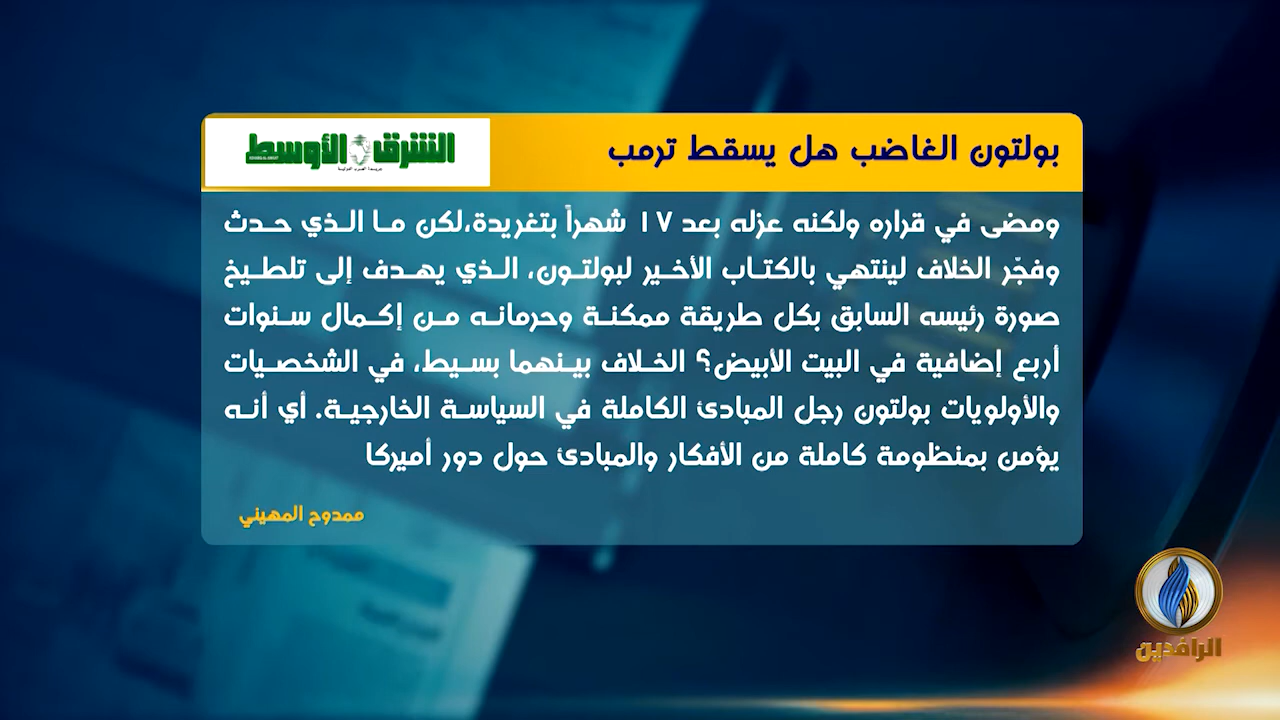 بولتون الغاضب هل يسقط ترمب
الشرق الأوسط
جريدة العرب الدولية
ومضى في قراره ولكنه عزله بعد ١٧ شهراً بتغريدة،لكن ما الذي حدث
وفجّر الخلاف لينتهي بالكتاب الأخير لبولتون، الذي يهدف إلى تلطيخ
صورة رئيسه السابق بكل طريقة ممكنة وحرمانه من إكمال سنوات
أربع إضافية في البيت الأبيض؟ الخلاف بينهما بسيط، في الشخصيات
والأولويات بولتون رجل المبادئ الكاملة في السياسة الخارجية. أي أنه
يؤمن بمنظومة كاملة من الأفكار والمبادئ حول دور أميركا
ممدوح المهيني
الرافدين